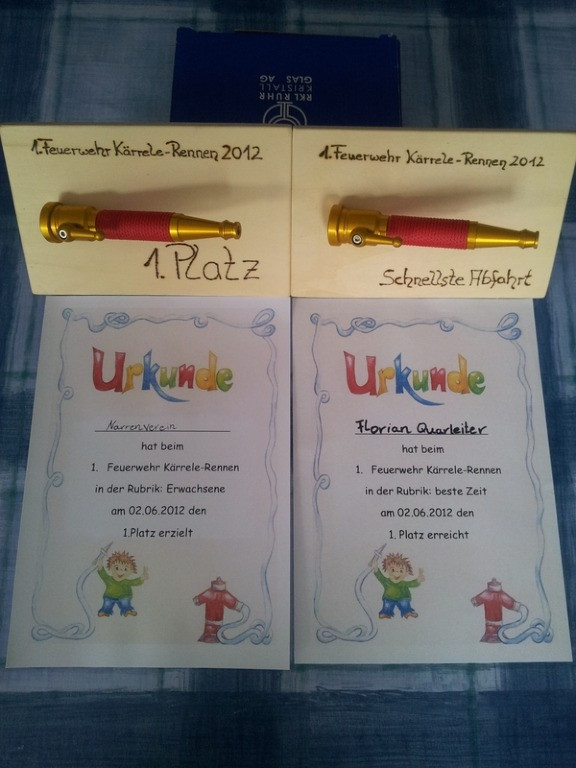 RKL RUHR
KRISTALL
GLAS AG
1. Feuerwehr Kärrele-Rennen 2012
1. Platz
1. Feuerwehr Kärrele-Rennen 2012
Schnellste Abfahrt
Urkunde
Narrenverein
hat beim
1. Feuerwehr Kärrele-Rennen
in der Rubrik: Erwachsene
am 02.06.2012 den
1.Platz erzielt
Urkunde
Florian Quarleiter
hat beim
1. Feuerwehr Kärrele-Rennen
in der Rubrik: beste Zeit
am 02.06.2012 den
1. Platz erreicht